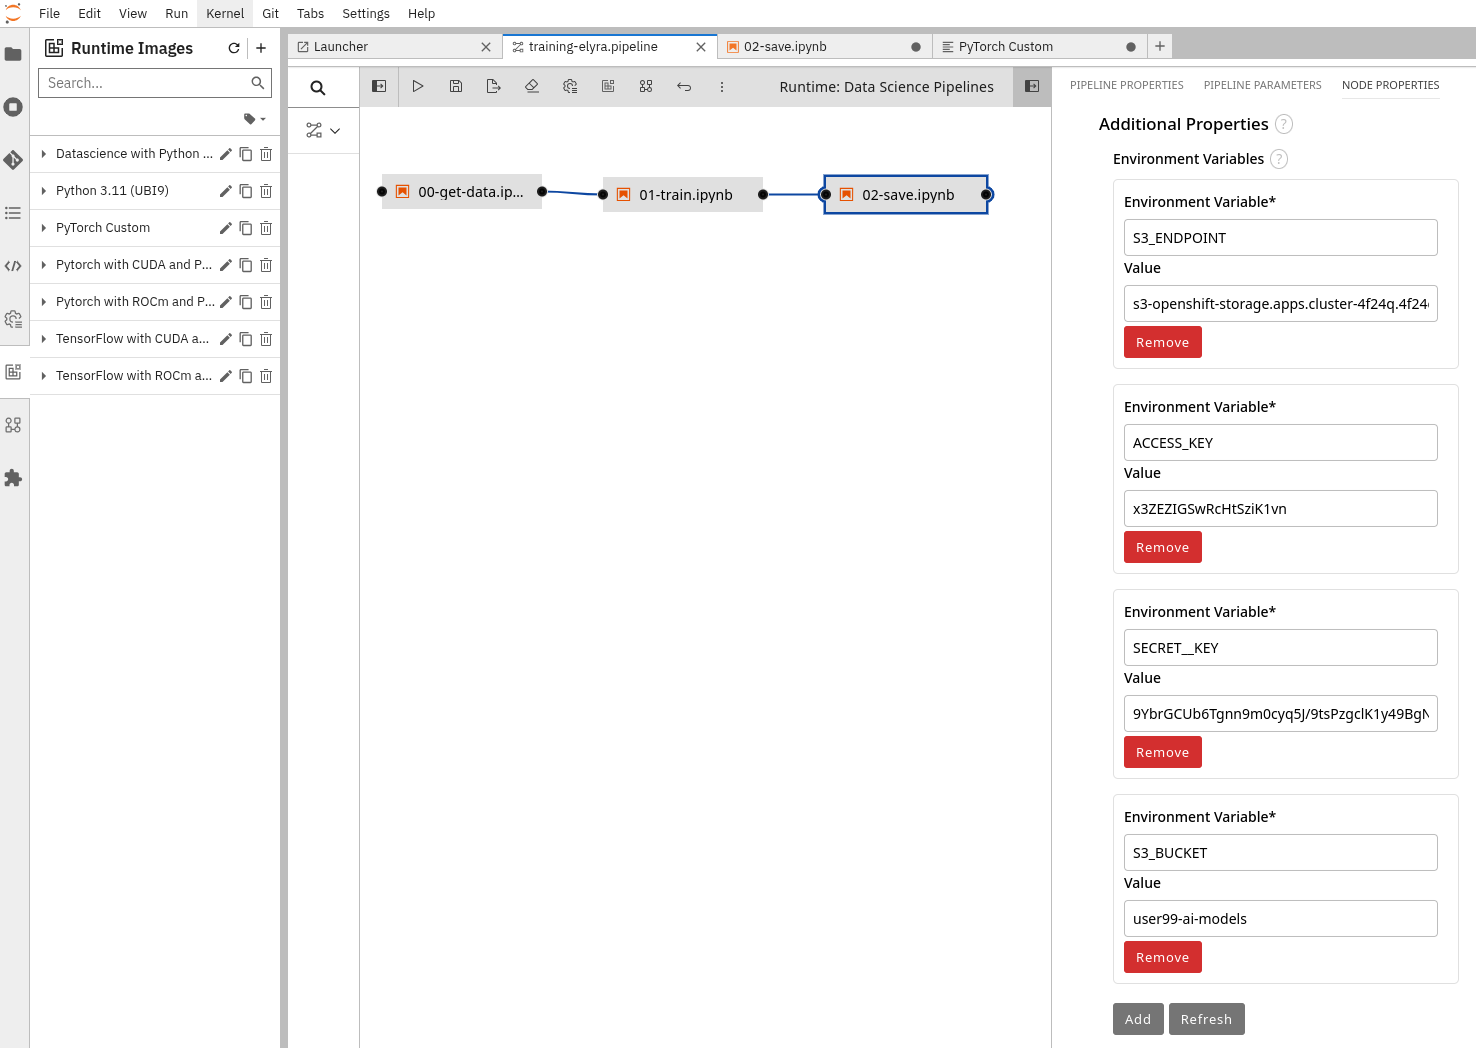 File Edit View Run Kernel Git Tabs Settings Help
Runtime Images
Search...
Datascience with Python ...
Python 3.11 (UBI9)
PyTorch Custom
Pytorch with CUDA and P...
Pytorch with ROCm and P...
TensorFlow with CUDA a...
TensorFlow with ROCm a...
Launcher
training-elyra.pipeline
02-save.ipynb
PyTorch Custom
Runtime: Data Science Pipelines
00-get-data.ip...
01-train.ipynb
02-save.ipynb
PIPELINE PROPERTIES PIPELINE PARAMETERS NODE PROPERTIES
Additional Properties ?
Environment Variables ?
Environment Variable*
S3_ENDPOINT
Value
s3-openshift-storage.apps.cluster-4f24q.4f24
Remove
Environment Variable*
ACCESS_KEY
Value
x3ZEZIGSwRcHtSziK1vn
Remove
Environment Variable*
SECRET__KEY
Value
9YbrGCUb6Tgnn9m0cyq5J/9tsPzgclK1y49BgN
Remove
Environment Variable*
S3_BUCKET
Value
user99-ai-models
Remove
Add Refresh